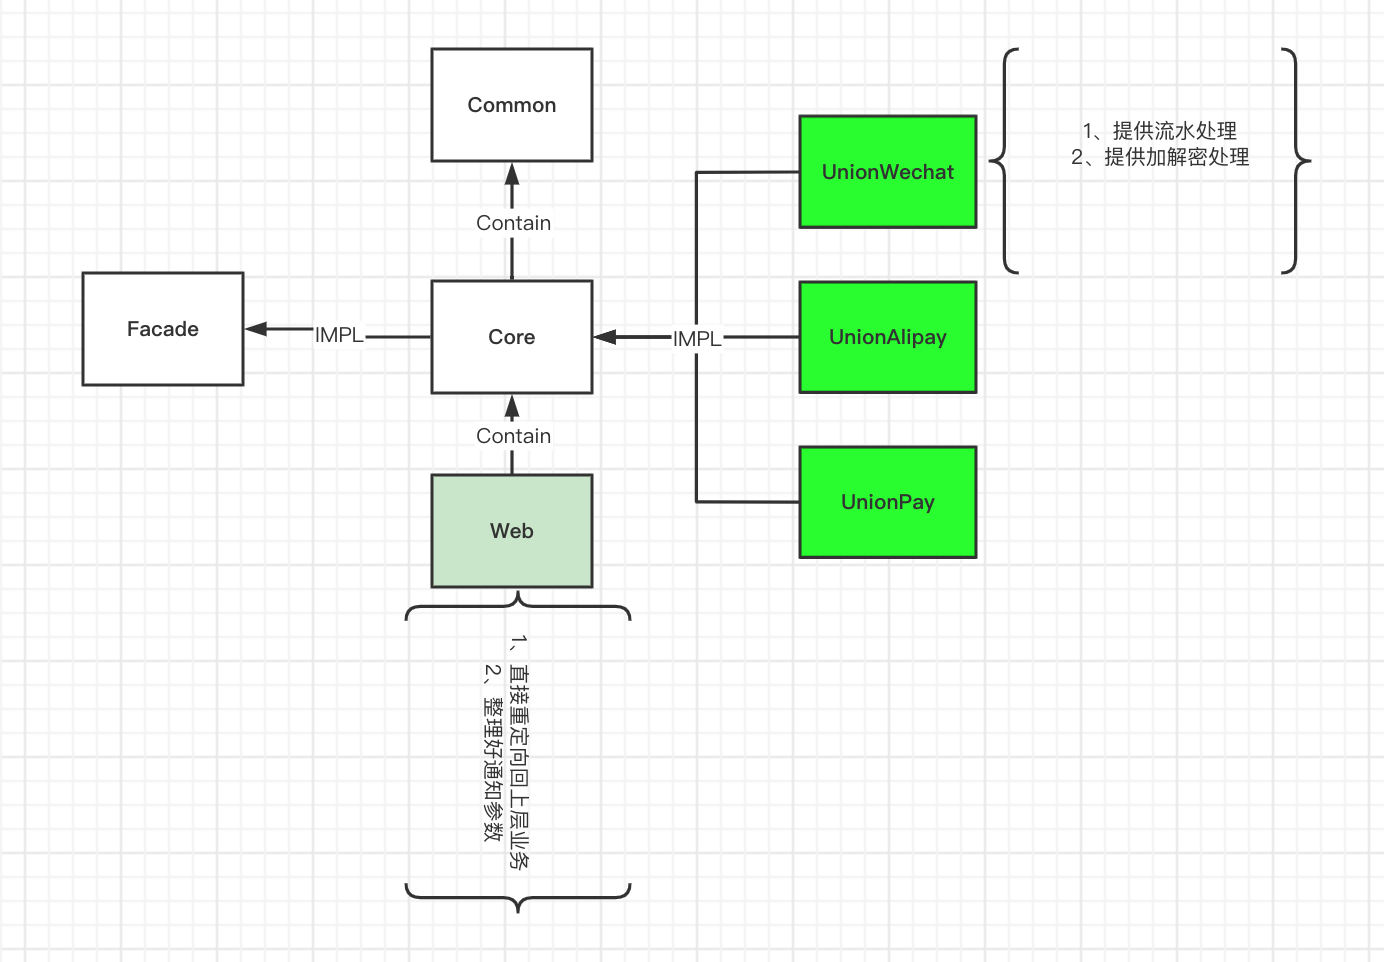 Common
UnionWechat
1、提供流水处理
2、提供加解密处理
Contain
Facade
IMPL
Core
IMPL
UnionAlipay
Contain
Web
UnionPay
1、直接重定向回上层业务
2、整理好通知参数